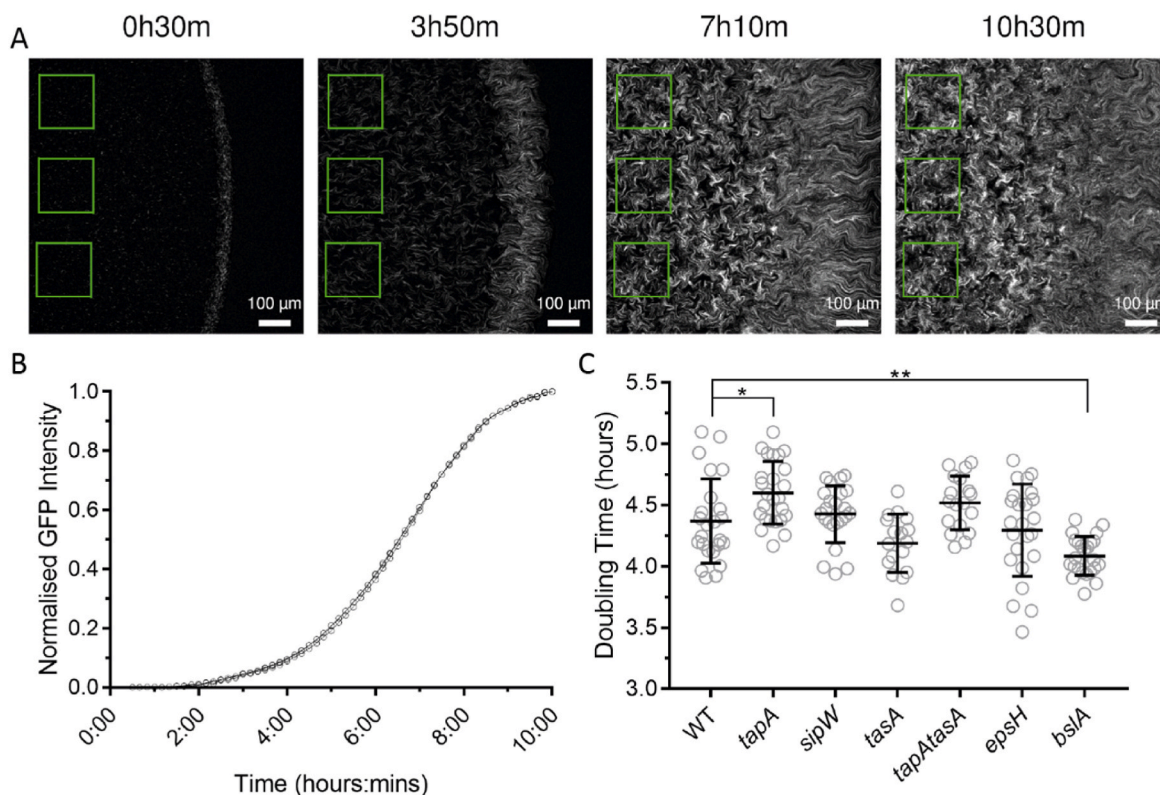 0h30m 3h50m 7h10m 10h30m
A
100 µm 100 µm 100 µm 100 µm
B
Normalised GFP Intensity
1.0
0.8
0.6
0.4
0.2
0.0
0:00 2:00 4:00 6:00 8:00 10:00
Time (hours:mins)
C
Doubling Time (hours)
5.5
5.0
4.5
4.0
3.5
3.0
* **
WT tapA sipW tasA tapAtasA epsH bslA